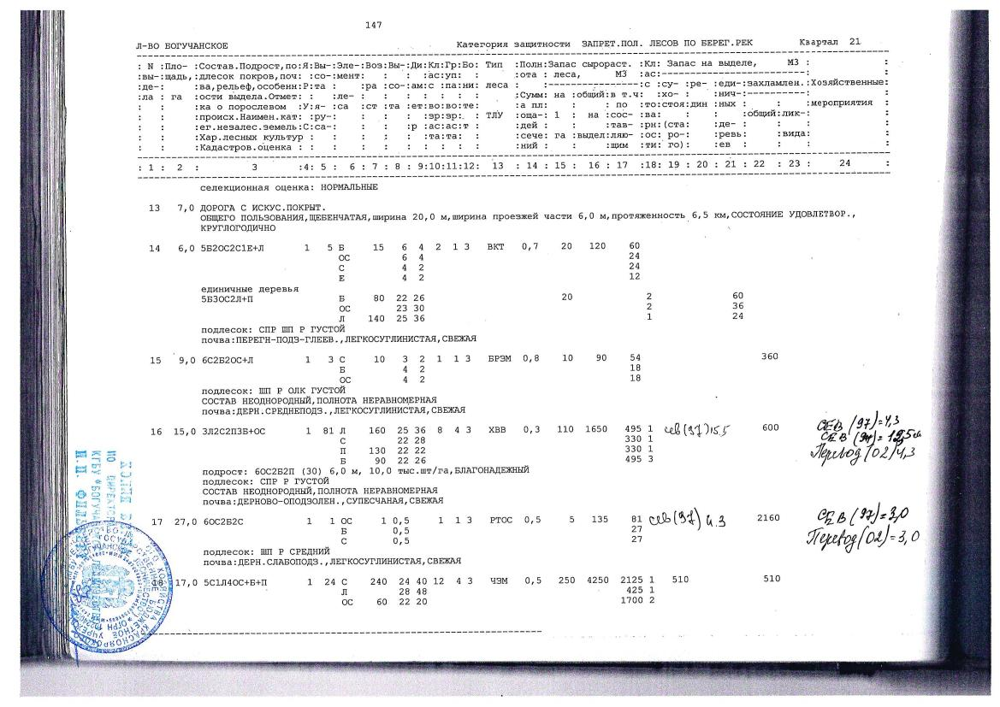 147
Л-ВО БОГУЧАНСКОЕ Категория защитности ЗАПРЕТ.ПОЛ. ЛЕСОВ ПО БЕРЕГ.РЕК Квартал 21
: N :Пло- :Состав.Подрост,по:Я:Вы-:Эле-:Воз:Вы-:Ди:Кл:Гр:Бо: Тип :Полн:Запас сырораст. :Кл: Запас на выделе, М3 : :
:вы-:щадь,:длесок покров,поч: :со-:мент: : : :ас:уп: : :ота : леса, М3 :ас:----------------------: :
:де-: :ва,рельеф,особенн:Р:та : :ра :со-:ам:с :па:ни: леса : :---------------:с :су- : ре- :еди-:захламлен.:Хозяйственные:
:ла : га :ости выдела.Отмет: : :ле- : : : : : : : :Сумм: на :общий:в т.ч: :хо- : :нич-:----------: :
: : :ка о порослевом :У:я- :са :ст :та :ет:во:во:те: :а пл: : : по :то:стоя:дин :ных : : :мероприятия :
: : :происх.Наимен.кат: :ру-: : : : :зр:зр: : ТЛУ :оща-: 1 : на :сос- :ва: : : :общий:лик-: :
: : :ег.незалес.земель:С:са-: : : :р :ас:ас:т : :дей : : :тав- :рн:(ста: :де- : : : :
: : :Хар.лесных культур : : : : : : :та:та: : :сече: га :выдел:ляю- :ос: ро- : :ревь: :вида: :
: : :Кадастров.оценка : : : : : : : : : : : :ний : : :щим :ти: го): :ев : : : :
: 1 : 2 : 3 :4: 5 : 6 : 7 : 8 : 9:10:11:12: 13 : 14 : 15 : 16 : 17 :18: 19 : 20 : 21 : 22 : 23 : 24 :
селекционная оценка: НОРМАЛЬНЫЕ
13 7,0 ДОРОГА С ИСКУС.ПОКРЫТ.
ОБЩЕГО ПОЛЬЗОВАНИЯ,ЩЕБЕНЧАТАЯ,ширина 20,0 м,ширина проезжей части 6,0 м,протяженность 6,5 км,СОСТОЯНИЕ УДОВЛЕТВОР.,
КРУГЛОГОДИЧНО
14 6,0 5Б2ОС2С1Е+Л 1 5 Б 15 6 4 2 1 3 ВКТ 0,7 20 120 60
ОС 6 4 24
С 4 2 24
Е 4 2 12
единичные деревья
5Б3ОС2Л+П Б 80 22 26 20 2 60
ОС 23 30 2 36
Л 140 25 36 1 24
подлесок: СПР ШП Р ГУСТОЙ
почва:ПЕРЕГН-ПОДЗ-ГЛЕЕВ.,ЛЕГКОСУГЛИНИСТАЯ,СВЕЖАЯ
15 9,0 6С2Б2ОС+Л 1 3 С 10 3 2 1 1 3 БРЗМ 0,8 10 90 54 360
Б 4 2 18
ОС 4 2 18
подлесок: ШП Р ОЛК ГУСТОЙ
СОСТАВ НЕОДНОРОДНЫЙ,ПОЛНОТА НЕРАВНОМЕРНАЯ
почва:ДЕРН.СРЕДНЕПОДЗ.,ЛЕГКОСУГЛИНИСТАЯ,СВЕЖАЯ
16 15,0 3Л2С2П3Б+ОС 1 81 Л 160 25 36 8 4 3 ХВВ 0,3 110 1650 495 1 сев(97)15,5 600 СЕВ (97)=4,3
С 22 28 330 1
П 130 22 22 330 1 Перевод(02)4,3
Б 90 22 26 495 3
подрост: 6ОС2Б2П (30) 6,0 м, 10,0 тыс.шт/га,БЛАГОНАДЕЖНЫЙ
подлесок: СПР Р ГУСТОЙ
СОСТАВ НЕОДНОРОДНЫЙ,ПОЛНОТА НЕРАВНОМЕРНАЯ
почва:ДЕРНОВО-ОПОДЗОЛЕН.,СУПЕСЧАНАЯ,СВЕЖАЯ
17 27,0 6ОС2Б2С 1 1 ОС 1 0,5 1 1 3 РТОС 0,5 5 135 81 сев(97) 4.3 2160 СЕВ (97)=3,0
Б 0,5 27
С 0,5 27 Перевод(02)=3,0
подлесок: ШП Р СРЕДНИЙ
почва:ДЕРН.СЛАБОПОДЗ.,ЛЕГКОСУГЛИНИСТАЯ,СВЕЖАЯ
18 17,0 5С1Л4ОС+Б+П 1 24 С 240 24 40 12 4 3 ЧЗМ 0,5 250 4250 2125 1 510 510
Л 28 48 425 1
ОС 60 22 20 1700 2